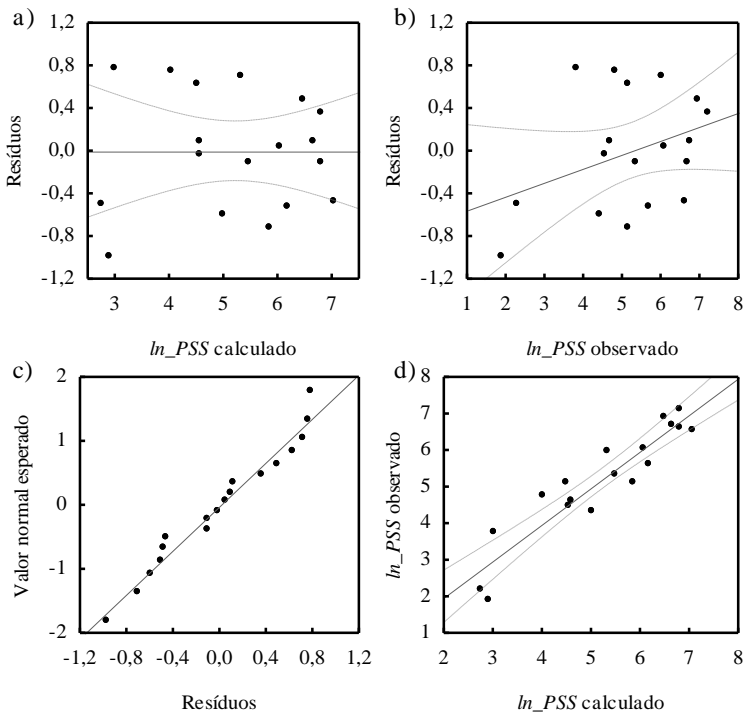 a)
1,2
0,8
0,4
0,0
-0,4
-0,8
-1,2
Resíduos
3 4 5 6 7
ln_PSS calculado
b)
1,2
0,8
0,4
0,0
-0,4
-0,8
-1,2
Resíduos
1 2 3 4 5 6 7 8
ln_PSS observado
c)
2
1
0
-1
-2
Valor normal esperado
-1,2 -0,8 -0,4 0,0 0,4 0,8 1,2
Resíduos
d)
8
7
6
5
4
3
2
1
ln_PSS observado
2 3 4 5 6 7 8
ln_PSS calculado